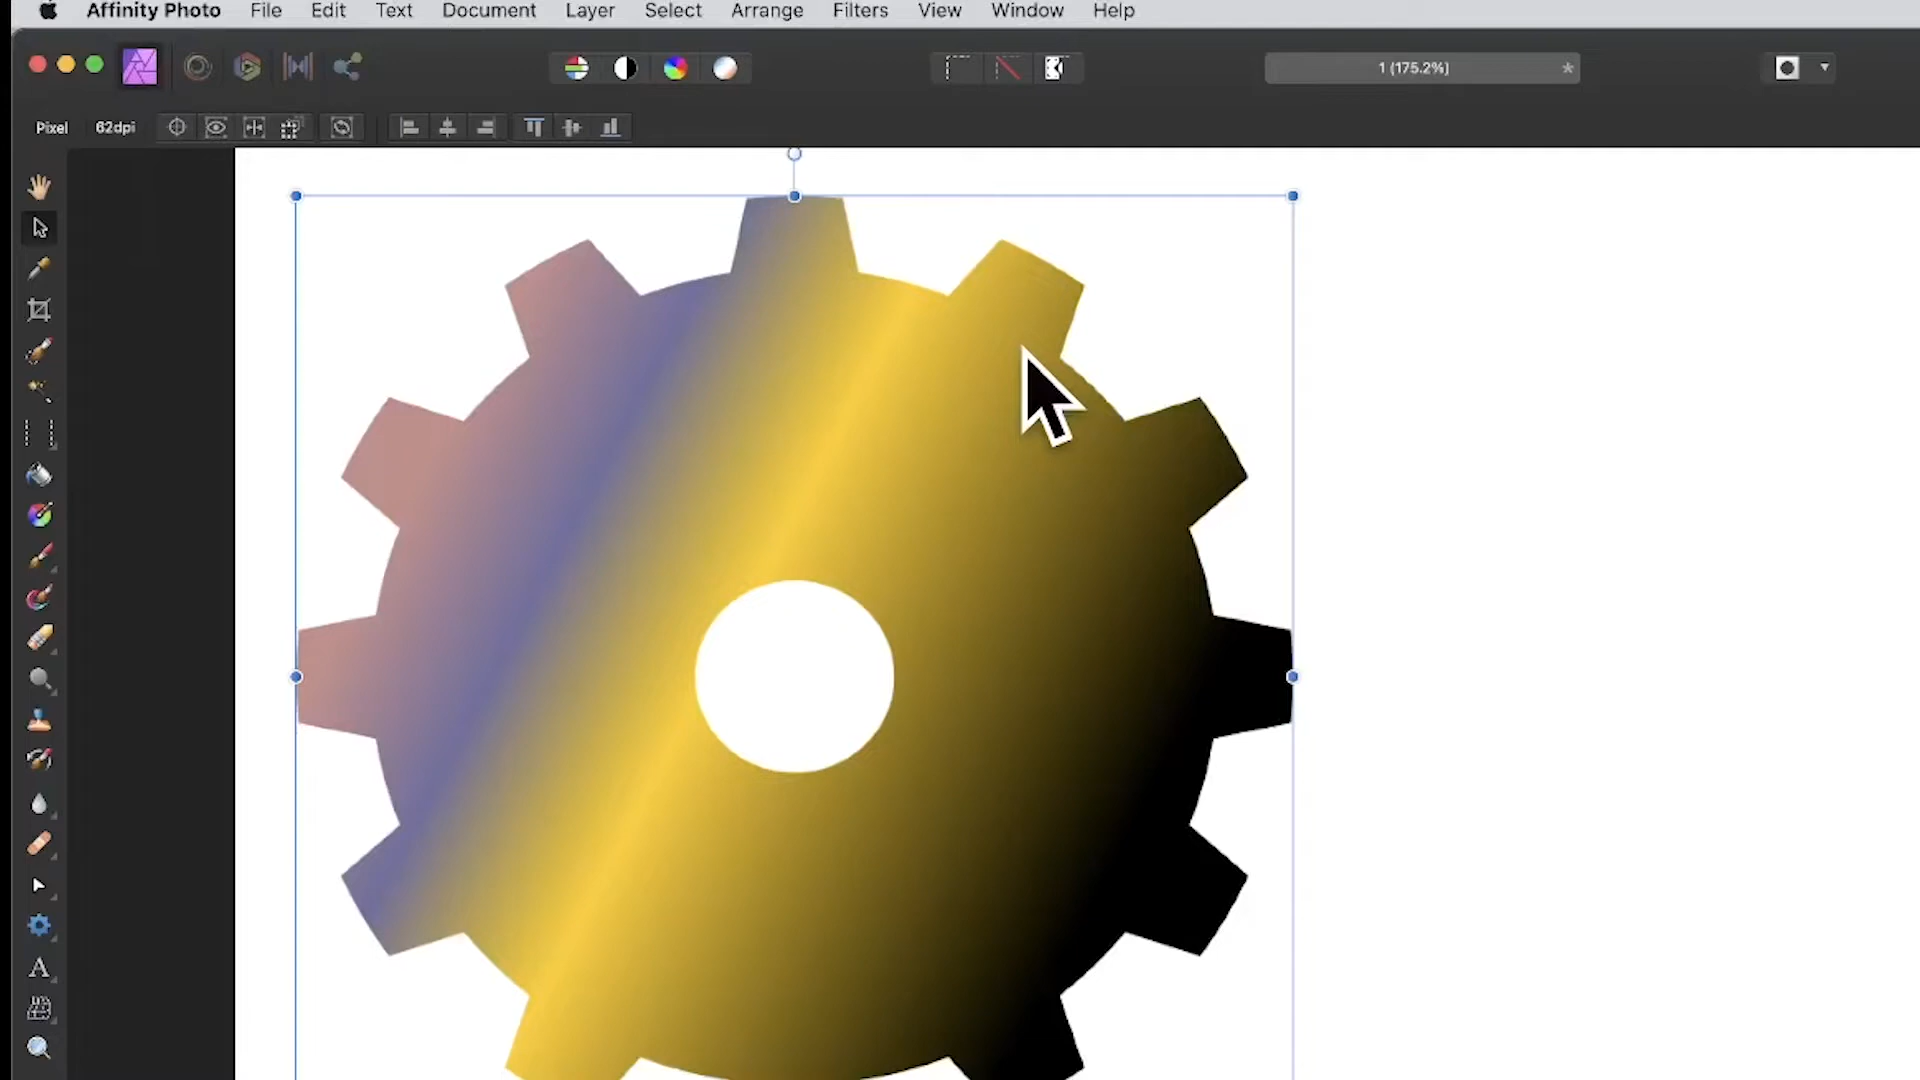 Affinity Photo File Edit Text Document Layer Select Arrange Filters View Window Help
1 (175.2%) *
Pixel 62dpi